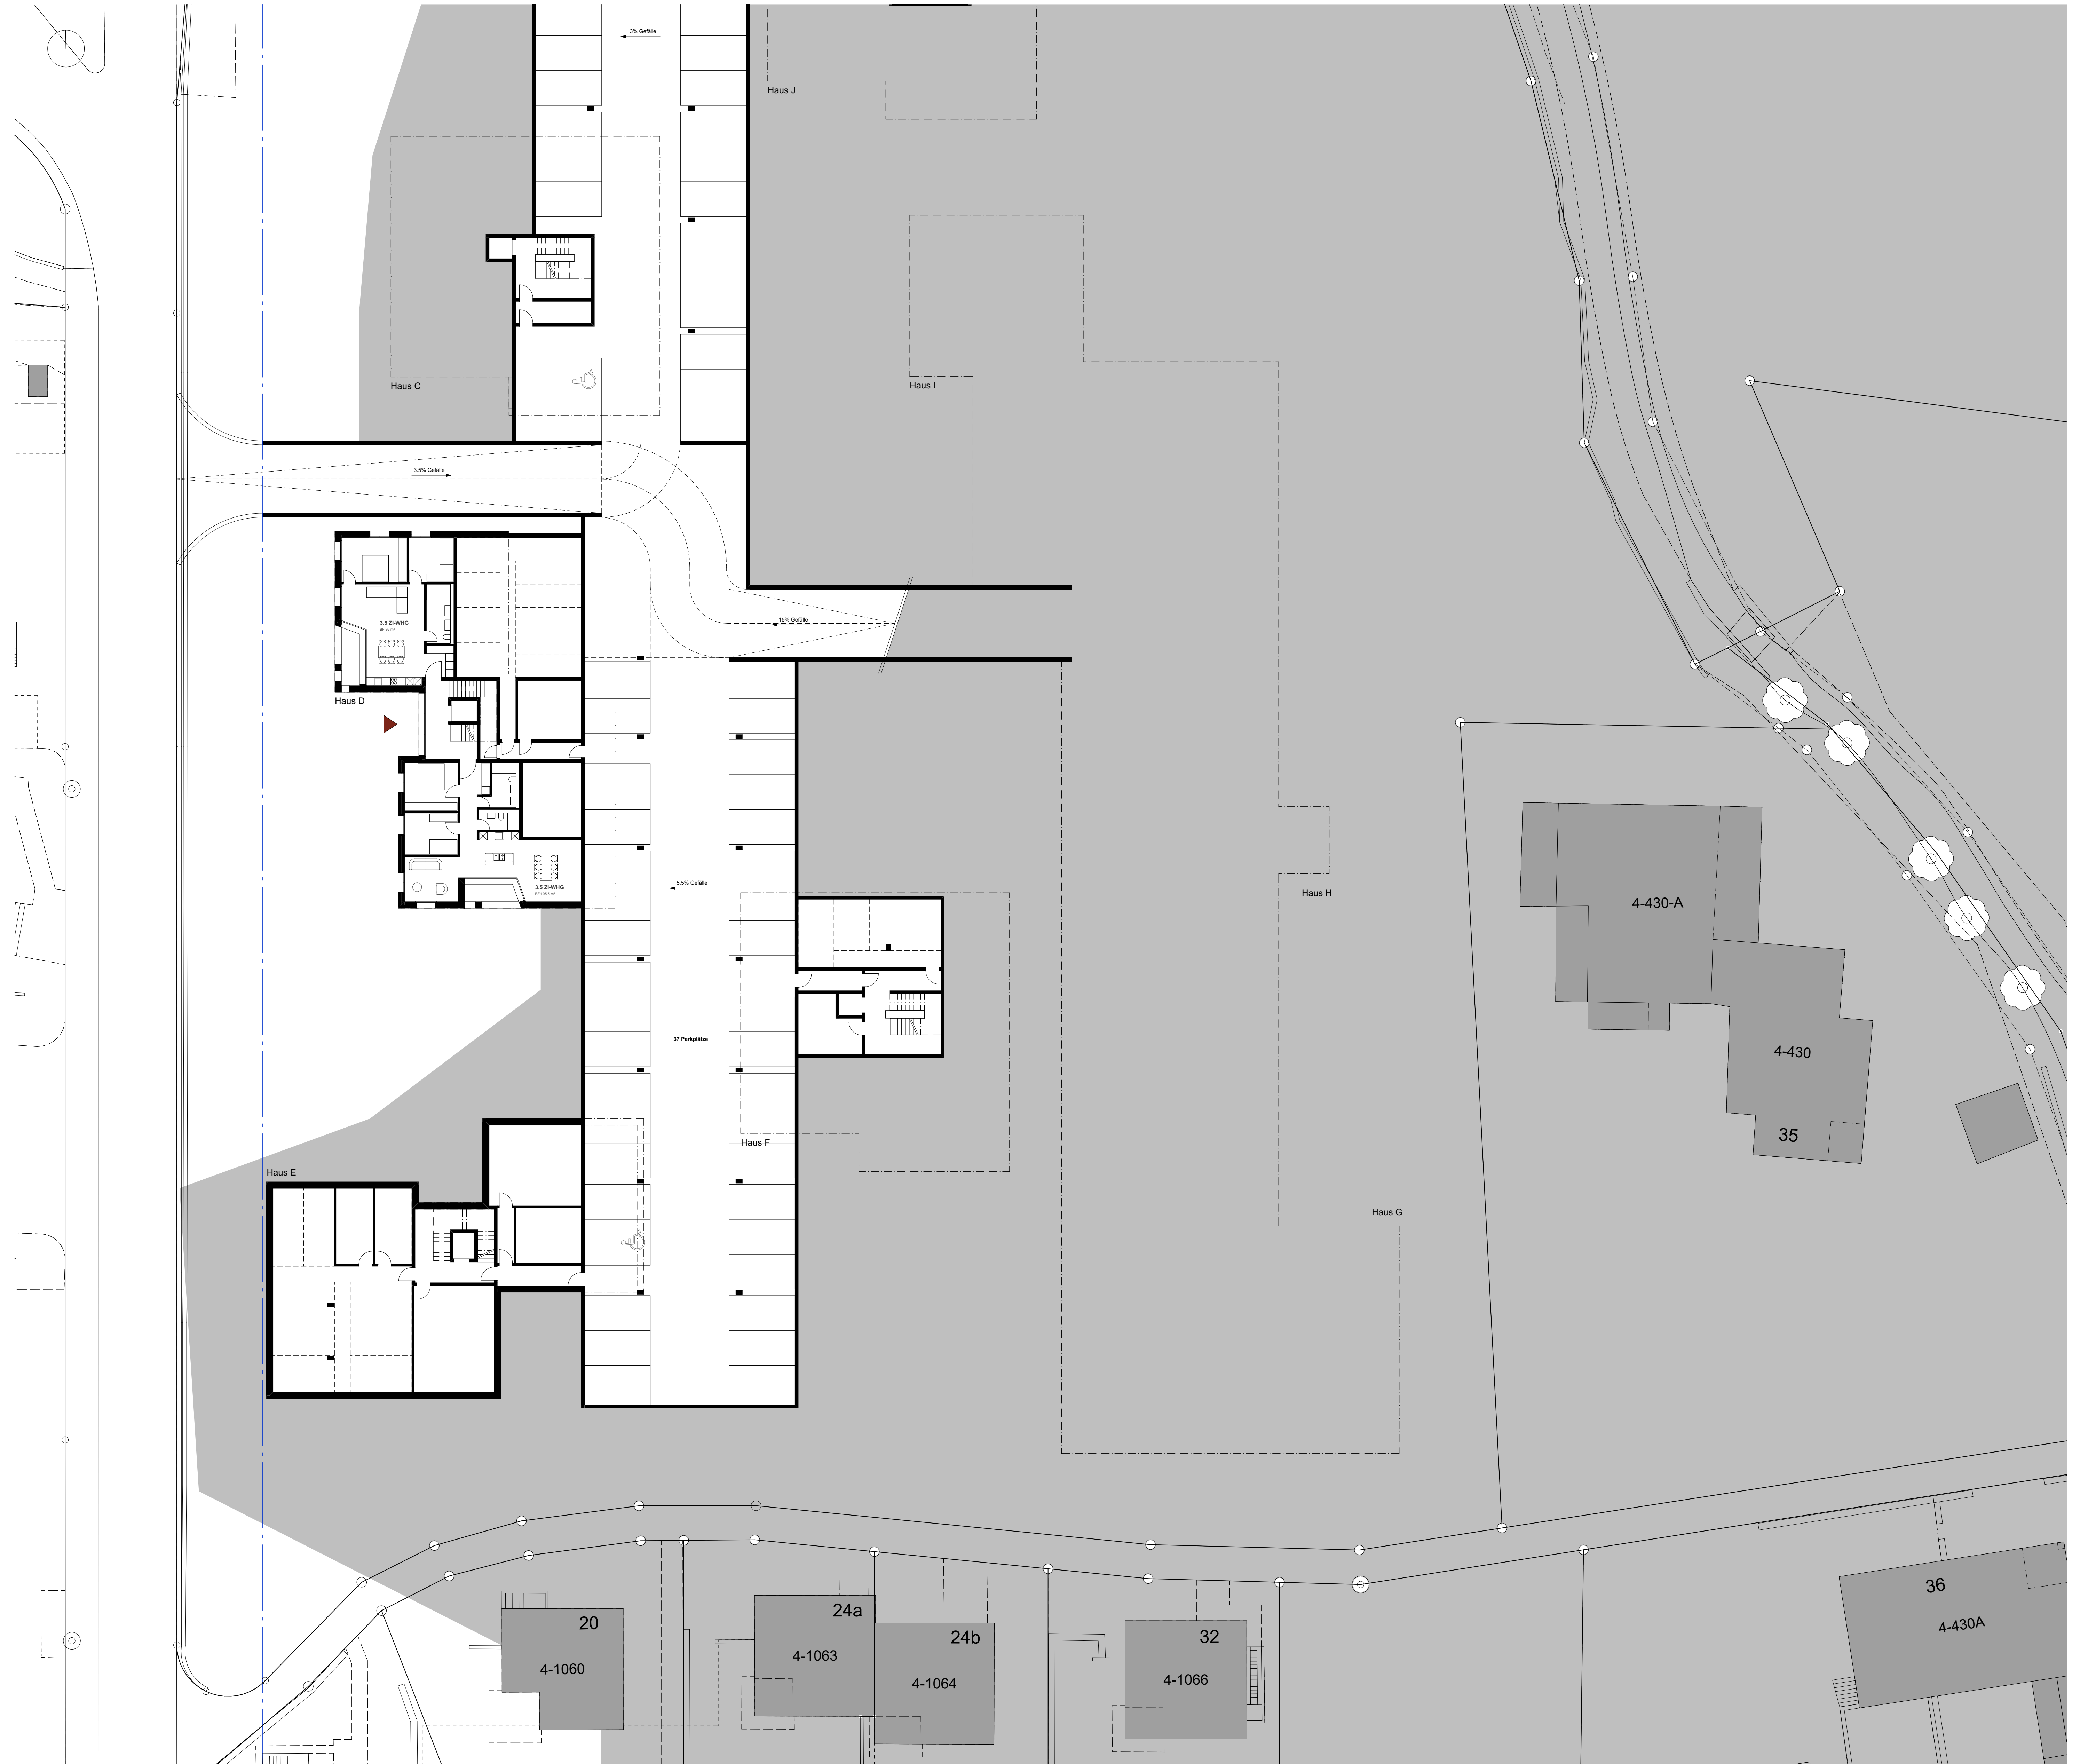 3% Gefälle
Haus J
Haus C
Haus I
3.5% Gefälle
3.5 ZI-WHG
15% Gefälle
Haus D
5.5% Gefälle
3.5 ZI-WHG
Haus H
4-430-A
37 Parkplätze
4-430
35
Haus F
Haus E
Haus G
36
4-430A
20
4-1060
24a
4-1063
24b
4-1064
32
4-1066